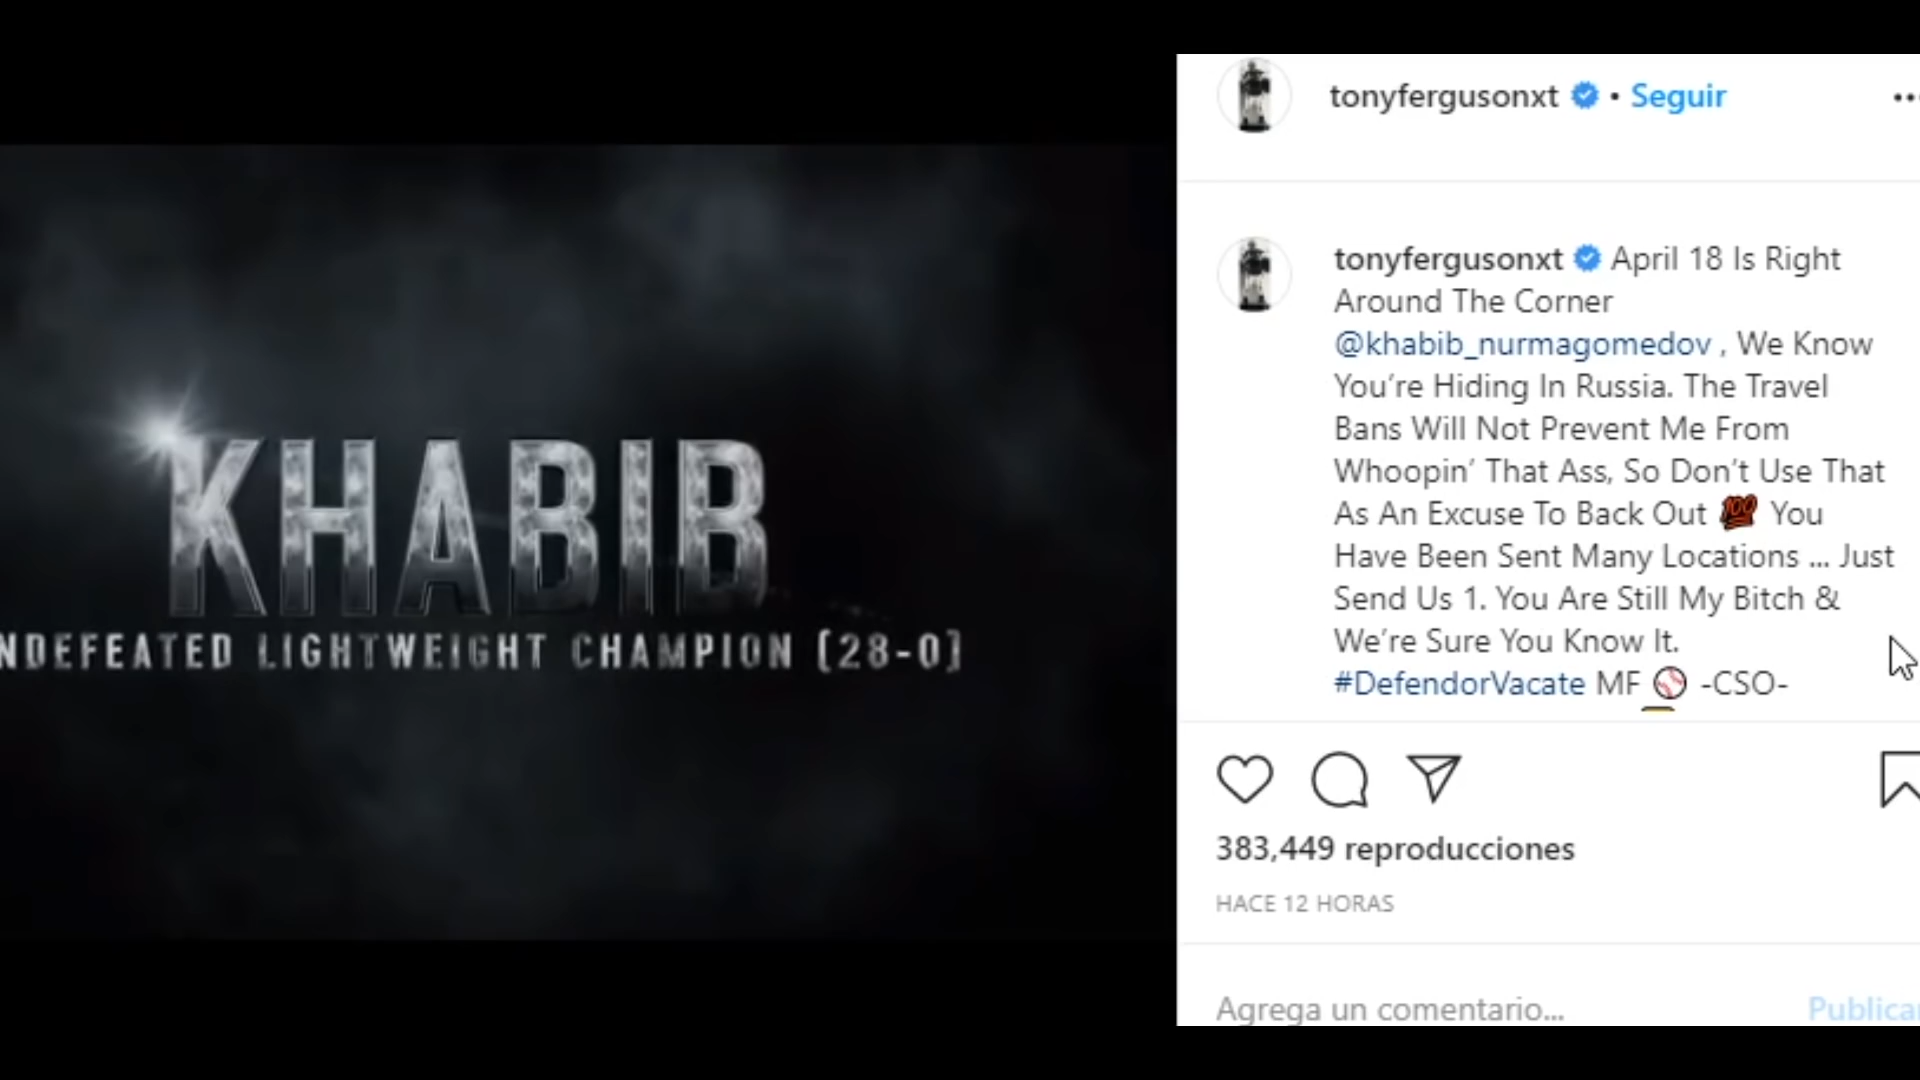 KHABIB
NDEFEATED LIGHTWEIGHT CHAMPION (28-0)
tonyfergusonxt • Seguir
tonyfergusonxt April 18 Is Right
Around The Corner
@khabib_nurmagomedov , We Know
You’re Hiding In Russia. The Travel
Bans Will Not Prevent Me From
Whoopin’ That Ass, So Don’t Use That
As An Excuse To Back Out 💯 You
Have Been Sent Many Locations ... Just
Send Us 1. You Are Still My Bitch &
We’re Sure You Know It.
#DefendorVacate MF ⚾ -CSO-
383,449 reproducciones
HACE 12 HORAS
Agrega un comentario...
Publicar